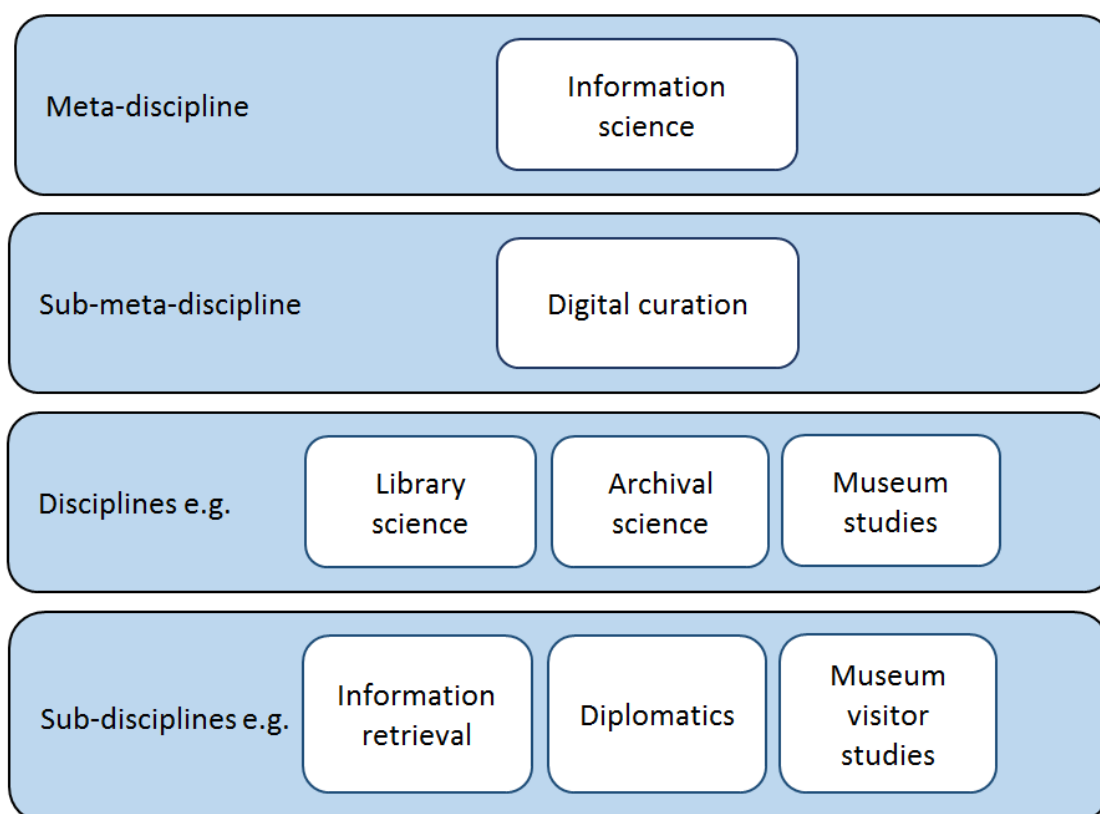 Meta-discipline
Information
science
Sub-meta-discipline
Digital curation
Disciplines e.g.
Library
science
Archival
science
Museum
studies
Sub-disciplines e.g.
Information
retrieval
Diplomatics
Museum
visitor
studies